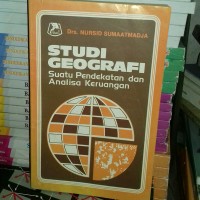 Drs. NURSID SUMAATMADJA
STUDI
GEOGRAFI
Suatu Pendekatan dan
Analisa Keruangan